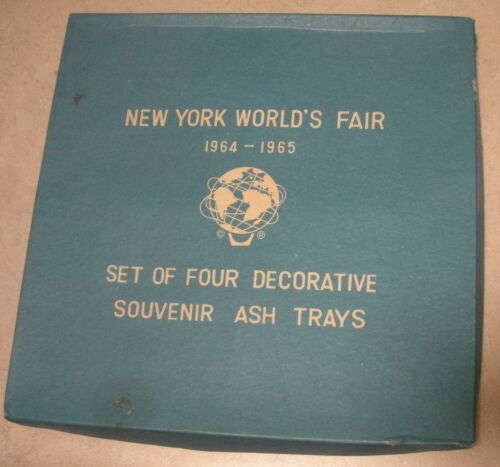 NEW YORK WORLD'S FAIR
1964 - 1965
© ®
SET OF FOUR DECORATIVE
SOUVENIR ASH TRAYS